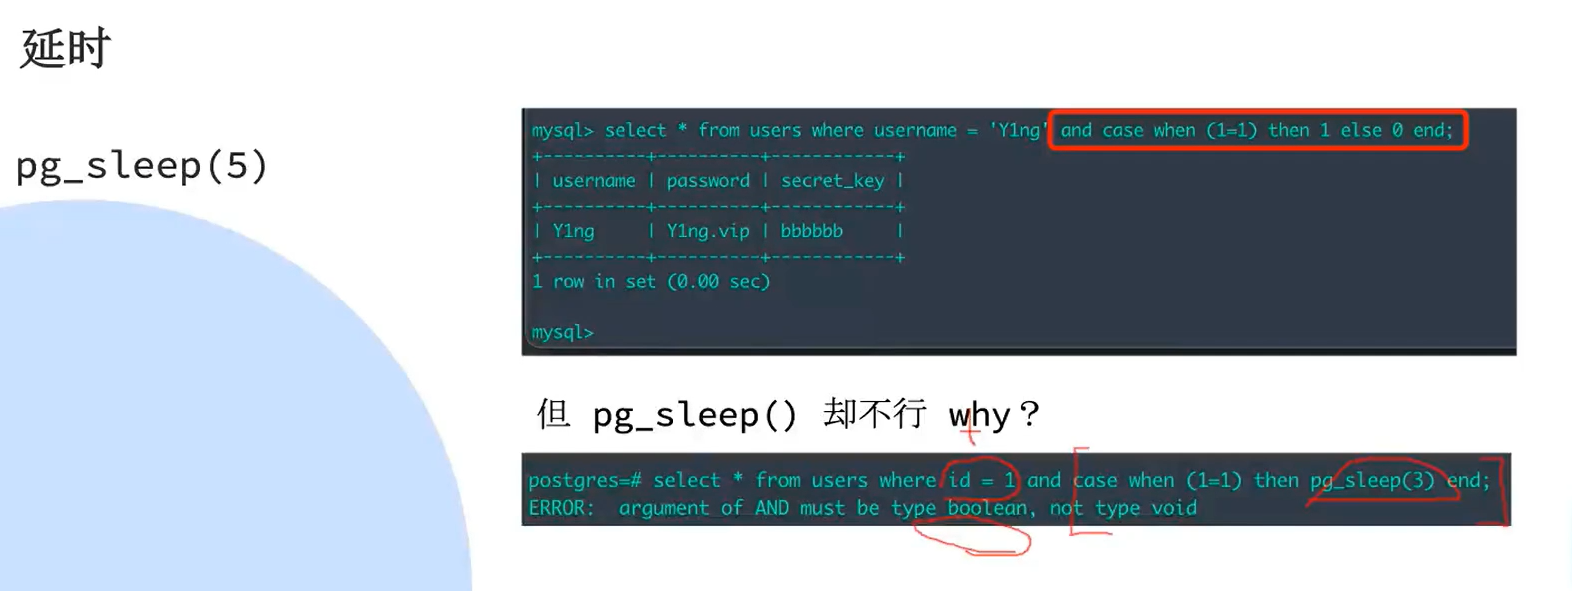 延时
pg_sleep(5)
mysql> select * from users where username = 'Y1ng' and case when (1=1) then 1 else 0 end;
+----------+----------+------------+
| username | password | secret_key |
+----------+----------+------------+
| Y1ng     | Y1ng.vip | bbbbbb     |
+----------+----------+------------+
1 row in set (0.00 sec)
mysql>
但 pg_sleep() 却不行 why？
postgres=# select * from users where id = 1 and case when (1=1) then pg_sleep(3) end;
ERROR:  argument of AND must be type boolean, not type void